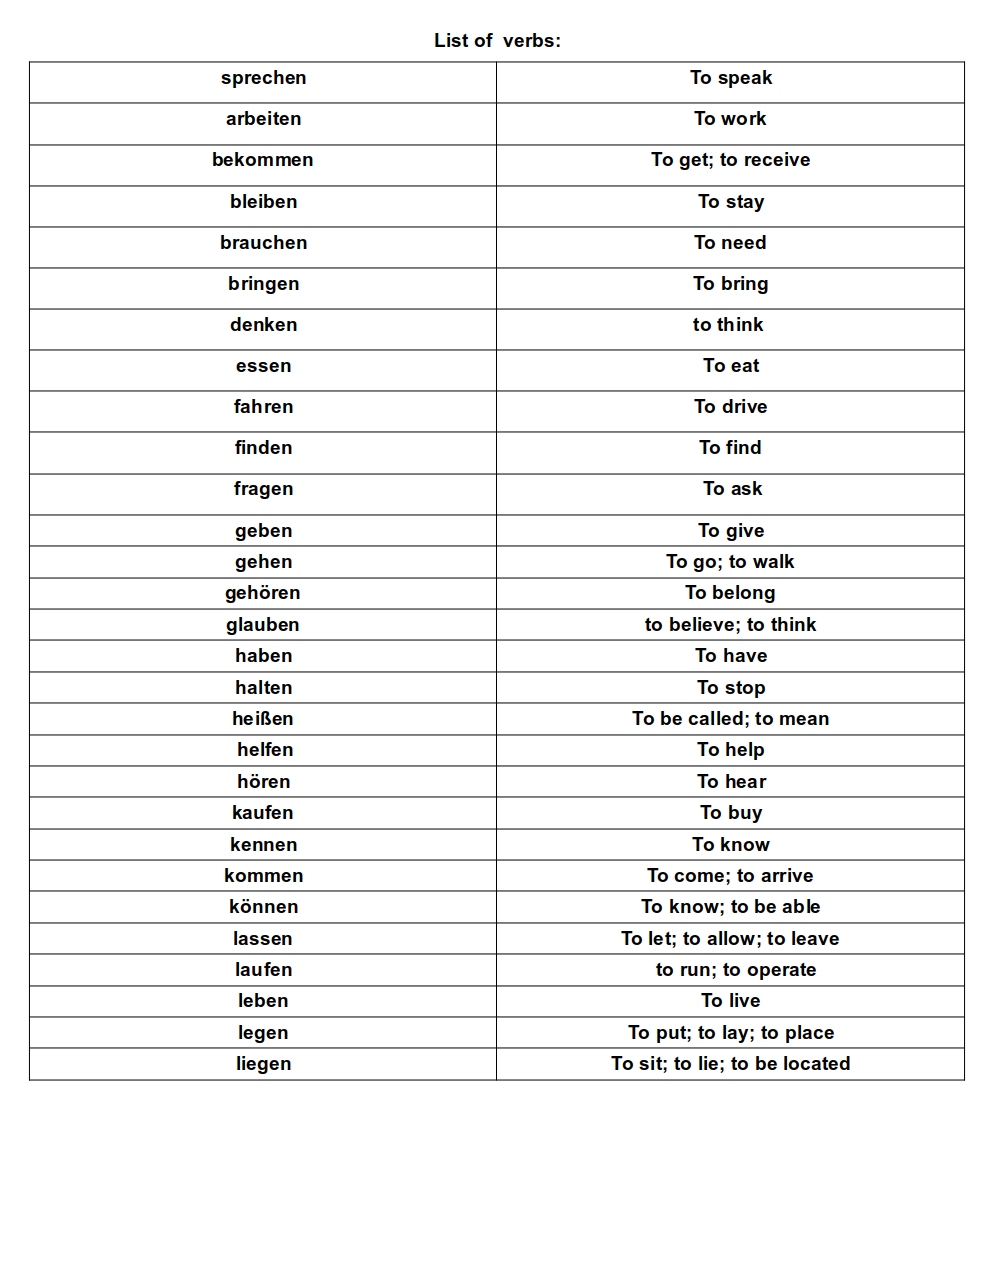 List of  verbs:
sprechen To speak
arbeiten To work
bekommen To get; to receive
bleiben To stay
brauchen To need
bringen To bring
denken to think
essen To eat
fahren To drive
finden To find
fragen To ask
geben To give
gehen To go; to walk
gehören To belong
glauben to believe; to think
haben To have
halten To stop
heißen To be called; to mean
helfen To help
hören To hear
kaufen To buy
kennen To know
kommen To come; to arrive
können To know; to be able
lassen To let; to allow; to leave
laufen to run; to operate
leben To live
legen To put; to lay; to place
liegen To sit; to lie; to be located